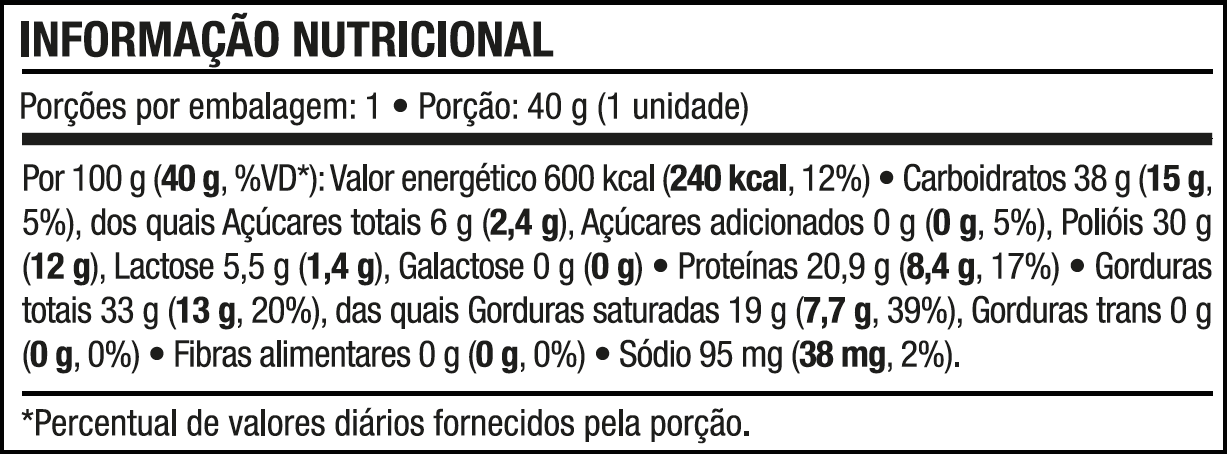 INFORMAÇÃO NUTRICIONAL
Porções por embalagem: 1 • Porção: 40 g (1 unidade)
Por 100 g (40 g, %VD*): Valor energético 600 kcal (240 kcal, 12%) • Carboidratos 38 g (15 g,
5%), dos quais Açúcares totais 6 g (2,4 g), Açúcares adicionados 0 g (0 g, 5%), Polióis 30 g
(12 g), Lactose 5,5 g (1,4 g), Galactose 0 g (0 g) • Proteínas 20,9 g (8,4 g, 17%) • Gorduras
totais 33 g (13 g, 20%), das quais Gorduras saturadas 19 g (7,7 g, 39%), Gorduras trans 0 g
(0 g, 0%) • Fibras alimentares 0 g (0 g, 0%) • Sódio 95 mg (38 mg, 2%).
*Percentual de valores diários fornecidos pela porção.